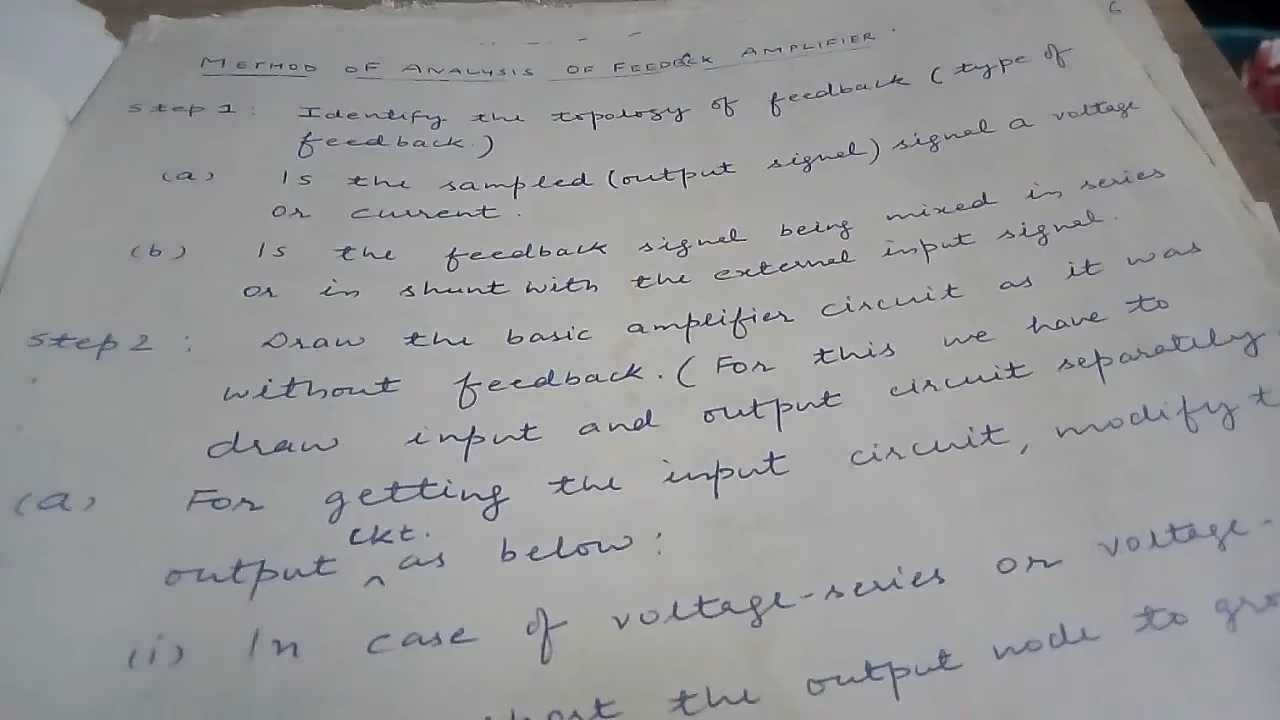 METHOD OF ANALYSIS OF FEEDBACK AMPLIFIER.
Step 1: Identify the topology of feedback (type of
feedback.)
(a) Is the sampled (output signal) signal a voltage
or current.
(b) Is the feedback signal being mixed in series
or in shunt with the external input signal.
Step 2: Draw the basic amplifier circuit as it was
without feedback. (For this we have to
draw input and output circuit separately
(a) For getting the input circuit, modify t
ckt.
output ^ as below:
(i) In case of voltage-series or voltage-
the output node to gro